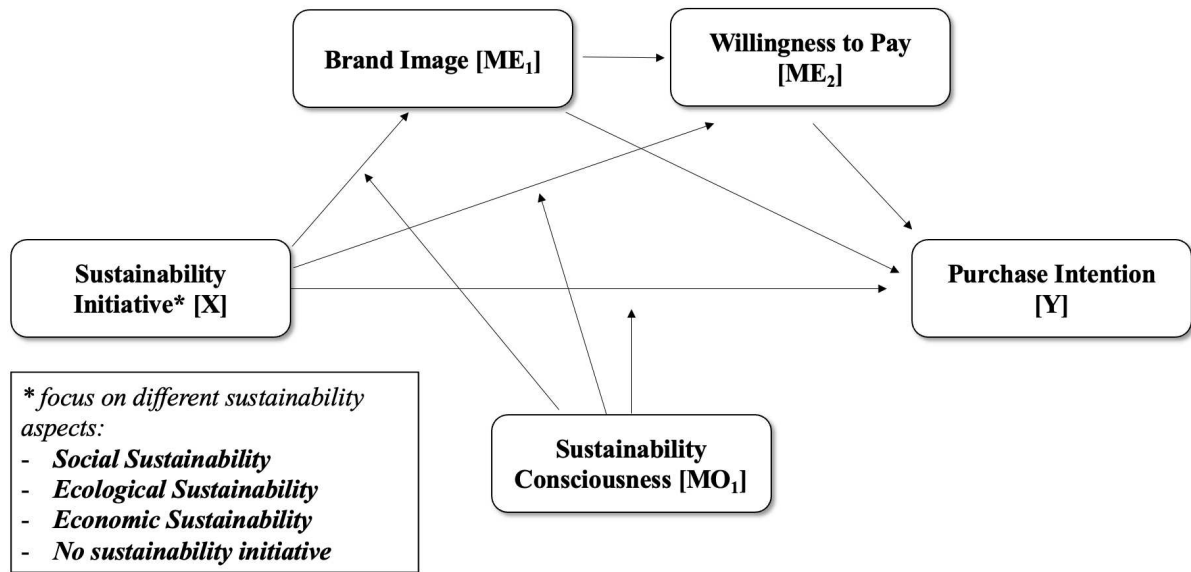 Brand Image [ME₁]
Willingness to Pay
[ME₂]
Sustainability
Initiative* [X]
Purchase Intention
[Y]
* focus on different sustainability
aspects:
- Social Sustainability
- Ecological Sustainability
- Economic Sustainability
- No sustainability initiative
Sustainability
Consciousness [MO₁]